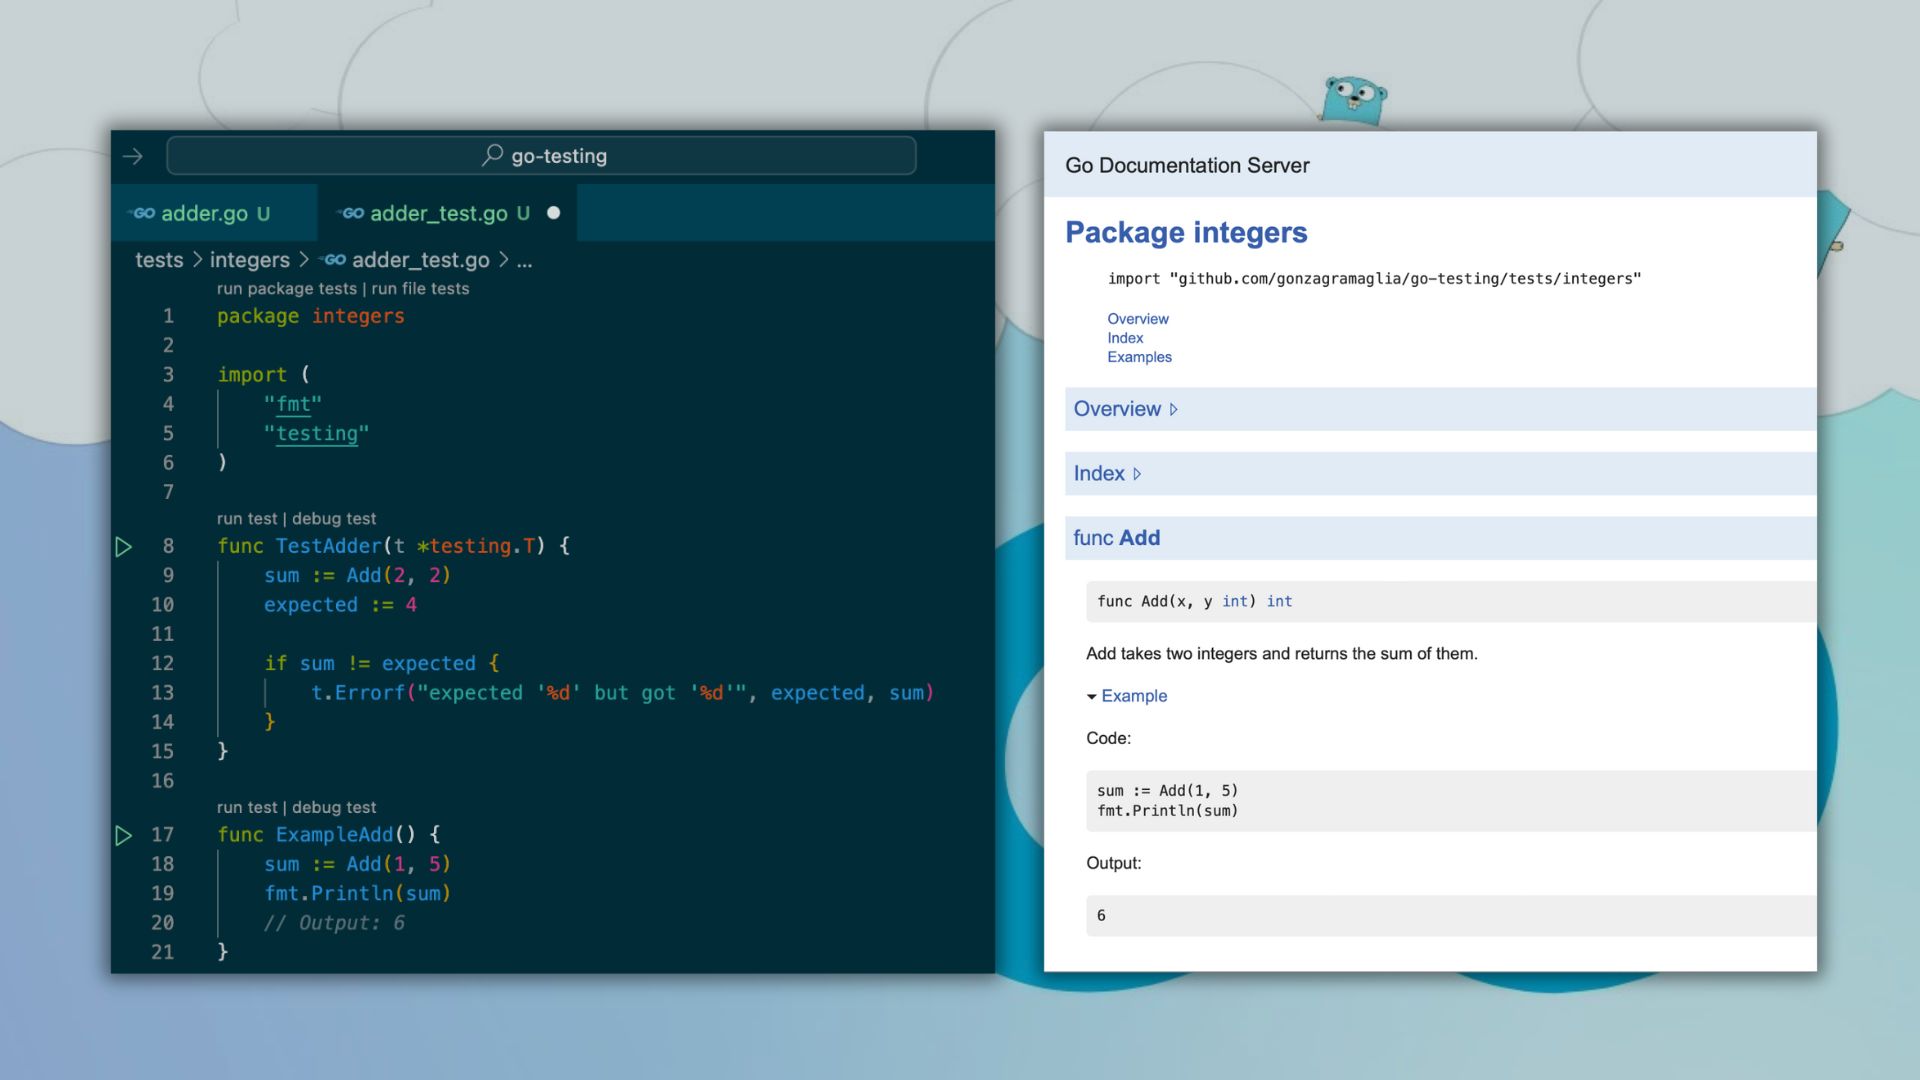 go-testing
GO adder.go U
GO adder_test.go U
tests > integers > GO adder_test.go > ...
run package tests | run file tests
1 package integers
2
3 import (
4 "fmt"
5 "testing"
6 )
7
run test | debug test
8 func TestAdder(t *testing.T) {
9 sum := Add(2, 2)
10 expected := 4
11
12 if sum != expected {
13 t.Errorf("expected '%d' but got '%d'", expected, sum)
14 }
15 }
16
run test | debug test
17 func ExampleAdd() {
18 sum := Add(1, 5)
19 fmt.Println(sum)
20 // Output: 6
21 }
Go Documentation Server
Package integers
import "github.com/gonzagramaglia/go-testing/tests/integers"
Overview
Index
Examples
Overview ▹
Index ▹
func Add
func Add(x, y int) int
Add takes two integers and returns the sum of them.
▾ Example
Code:
sum := Add(1, 5)
fmt.Println(sum)
Output:
6